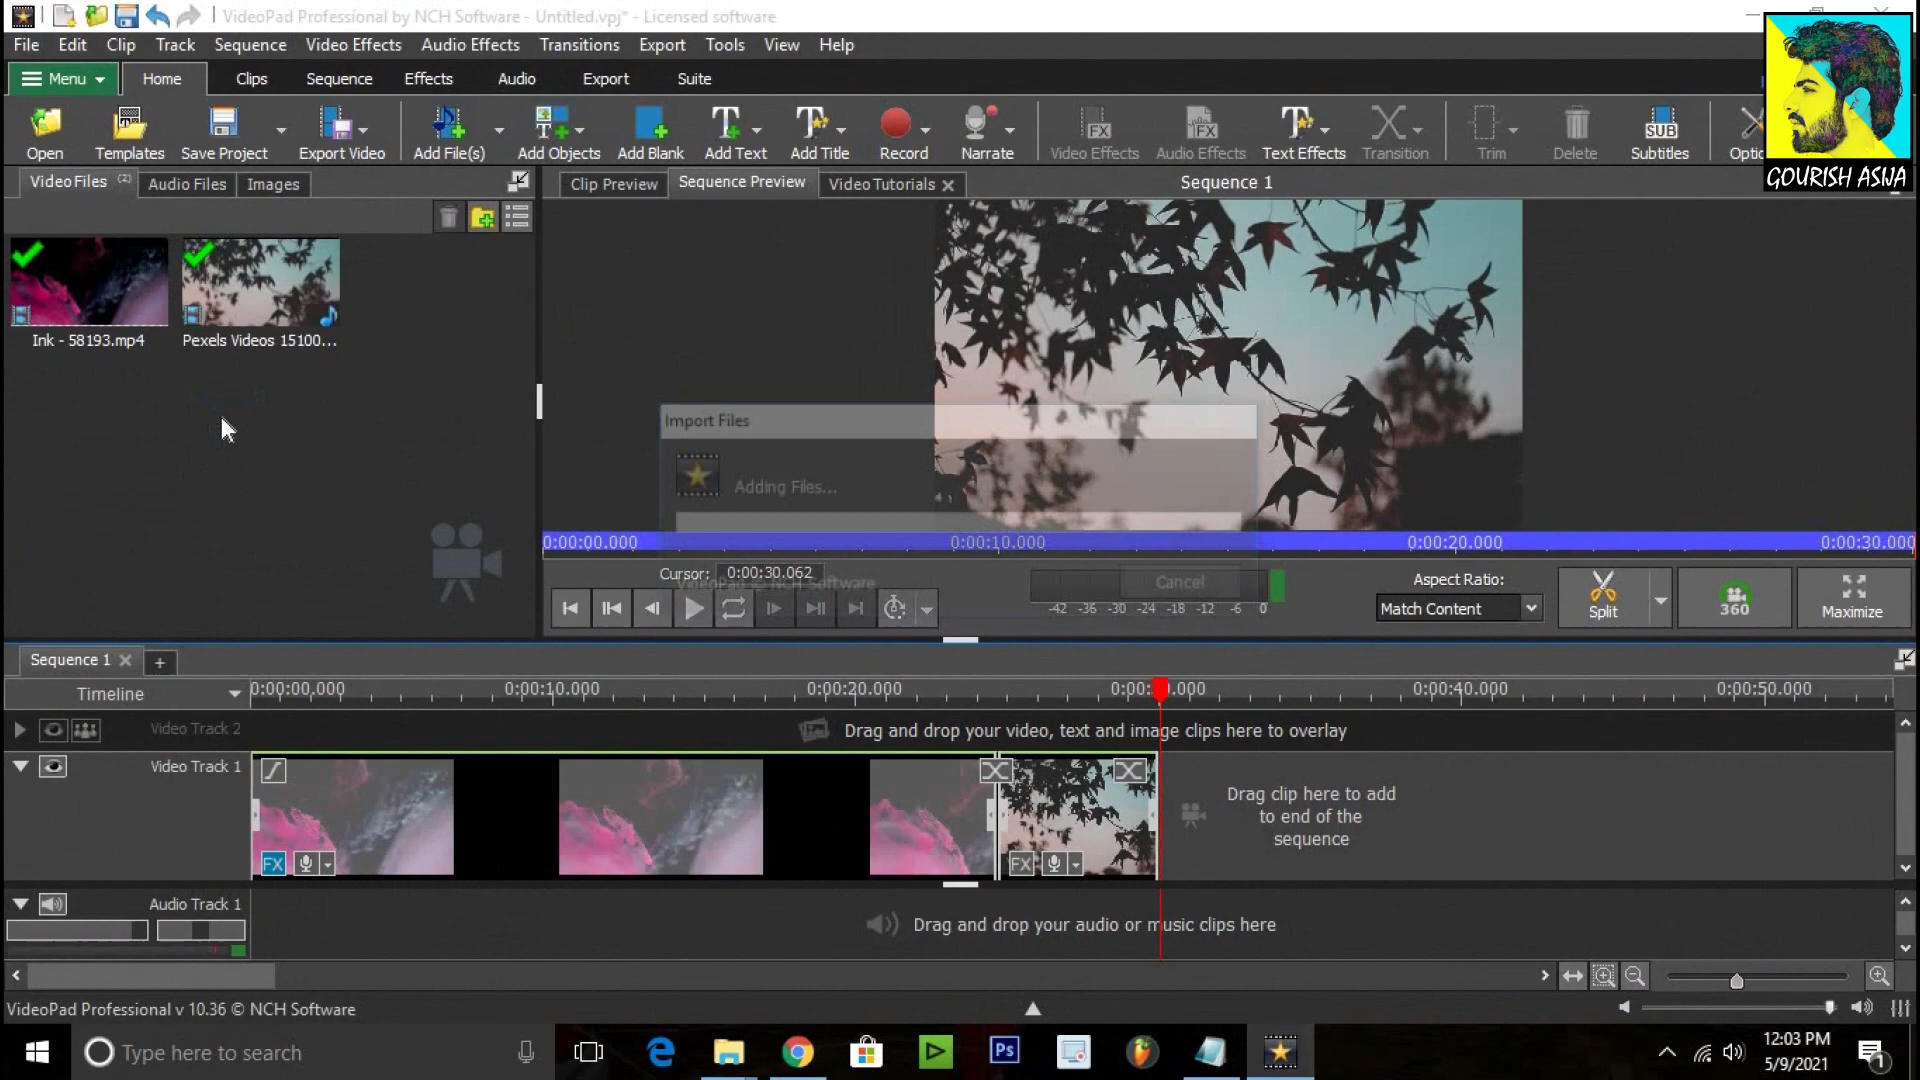 VideoPad Professional by NCH Software - Untitled.vpj* - Licensed software
File Edit Clip Track Sequence Video Effects Audio Effects Transitions Export Tools View Help
Menu Home Clips Sequence Effects Audio Export Suite
Open Templates Save Project Export Video Add File(s) Add Objects Add Blank Add Text Add Title Record Narrate Video Effects Audio Effects Text Effects Transition Trim Delete Subtitles
GOURISH ASIJA
Video Files (2) Audio Files Images
Clip Preview Sequence Preview Video Tutorials Sequence 1
Ink - 58193.mp4 Pexels Videos 15100...
Import Files
Adding Files...
0:00:00.000 0:00:10.000 0:00:20.000 0:00:30.000
Cursor: 0:00:30.062
VideoPad © NCH Software
Cancel
-42 -36 -30 -24 -18 -12 -6 0
Aspect Ratio:
Match Content
Split 360 Maximize
Sequence 1
Timeline 0:00:00,000 0:00:10.000 0:00:20.000 0:00:40.000 0:00:50.000
Video Track 2 Drag and drop your video, text and image clips here to overlay
Video Track 1
Drag clip here to add
to end of the
sequence
FX FX
Audio Track 1
Drag and drop your audio or music clips here
VideoPad Professional v 10.36 © NCH Software
Type here to search
Ps
12:03 PM
5/9/2021
1